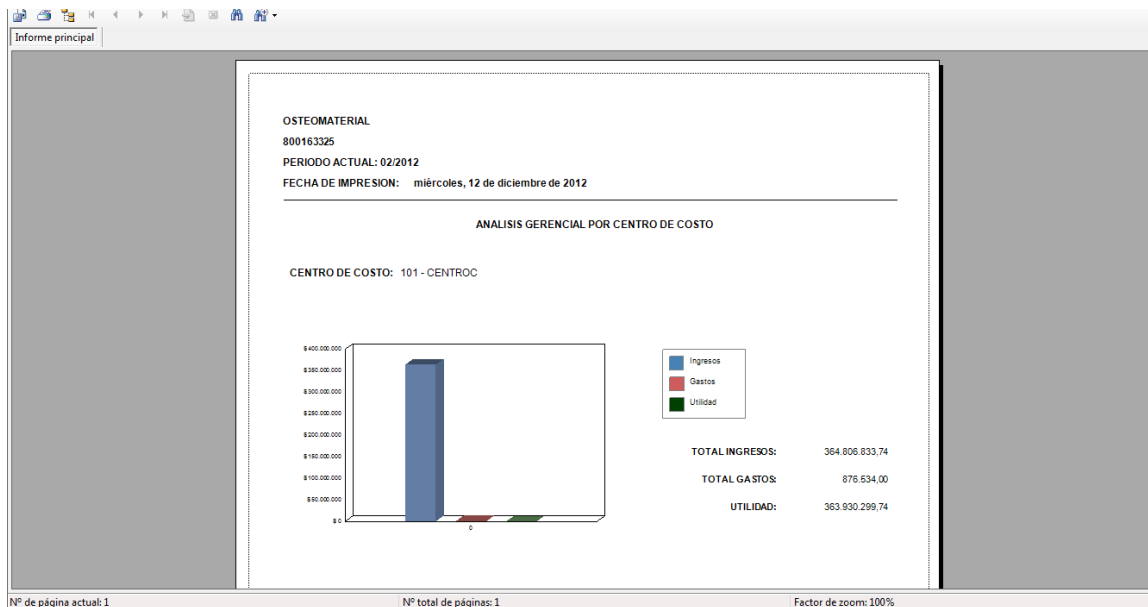 Informe principal
OSTEOMATERIAL
800163325
PERIODO ACTUAL: 02/2012
FECHA DE IMPRESION: miércoles, 12 de diciembre de 2012
ANALISIS GERENCIAL POR CENTRO DE COSTO
CENTRO DE COSTO: 101 - CENTROC
$ 400.000.000
$ 350.000.000
$ 300.000.000
$ 250.000.000
$ 200.000.000
$ 150.000.000
$ 100.000.000
$ 50.000.000
$ 0
0
Ingresos
Gastos
Utilidad
TOTAL INGRESOS: 364.806.833,74
TOTAL GASTOS: 876.534,00
UTILIDAD: 363.930.299,74
Nº de página actual: 1 Nº total de páginas: 1 Factor de zoom: 100%